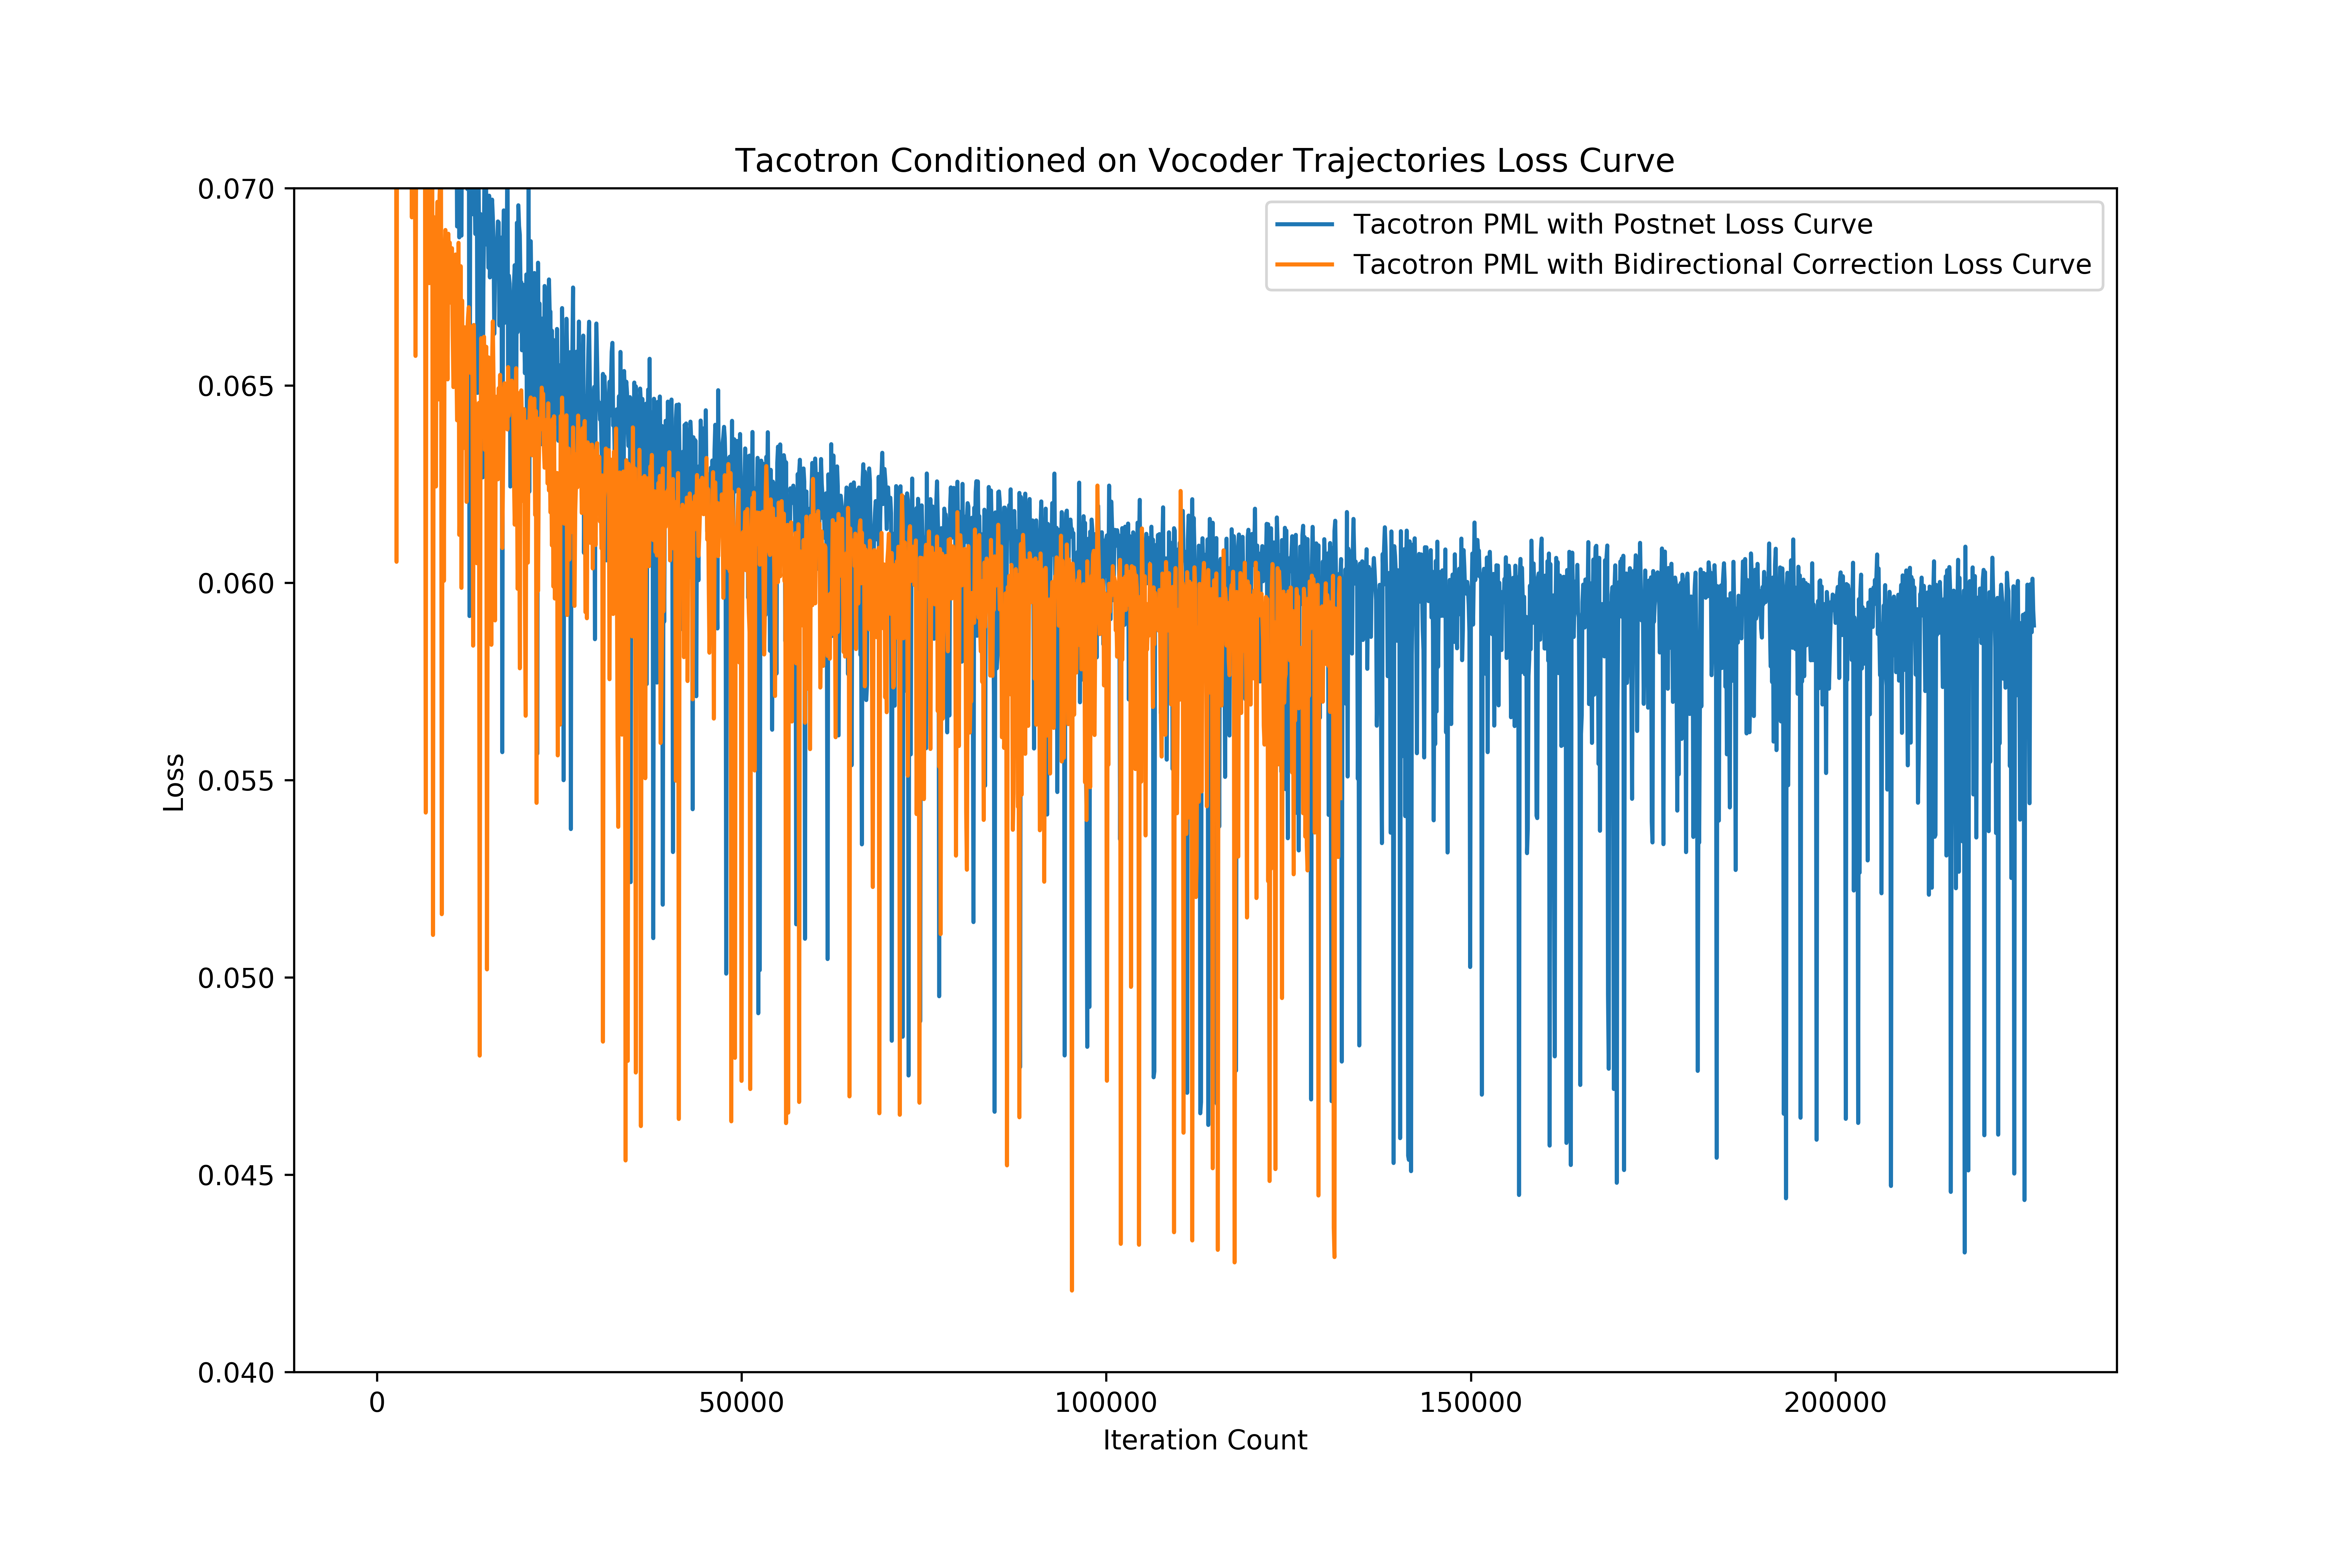 Tacotron Conditioned on Vocoder Trajectories Loss Curve
0.070
Tacotron PML with Postnet Loss Curve
Tacotron PML with Bidirectional Correction Loss Curve
0.065
0.060
0.055
Loss
0.050
0.045
0.040
0 50000 100000 150000 200000
Iteration Count